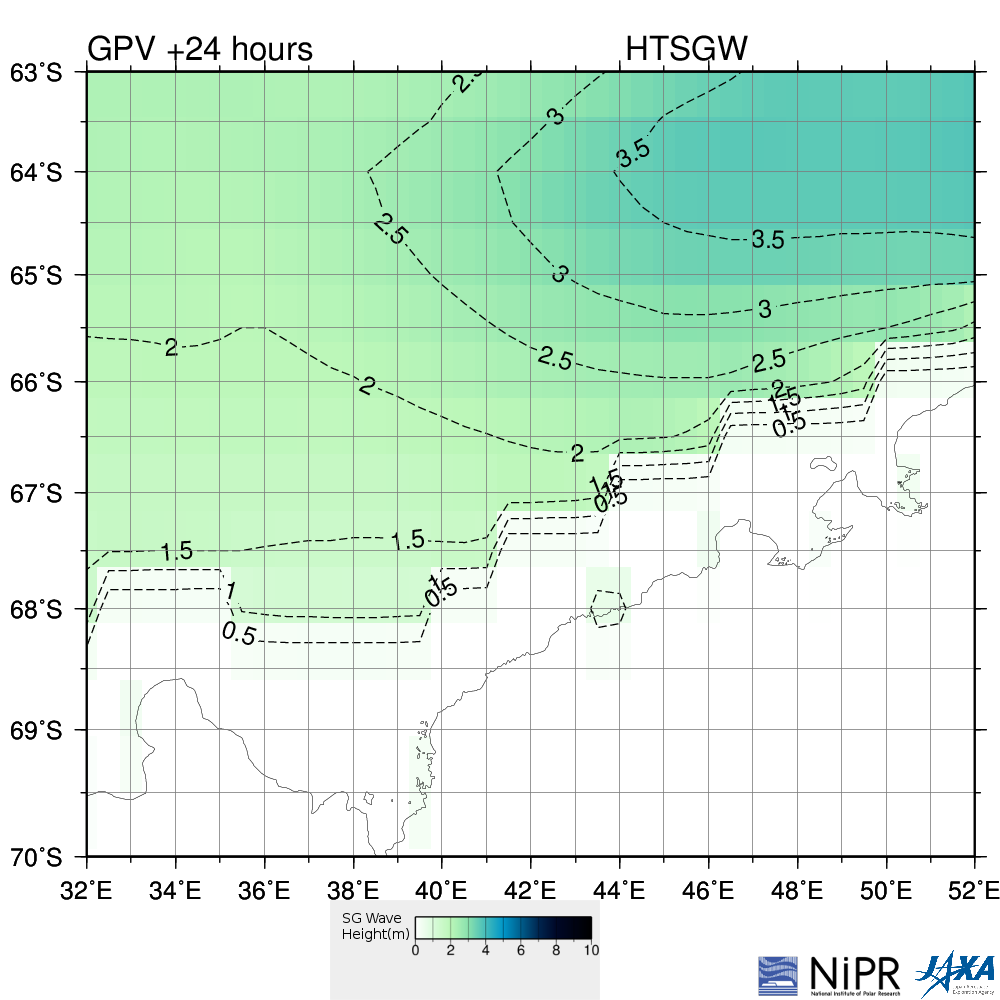 GPV +24 hours HTSGW
63°S
64°S
65°S
66°S
67°S
68°S
69°S
70°S
2.5
3
3.5
2.5
3.5
3
3
2.5
2.5
2
2
2
2
1.5
0.5
1.5
0.5
1.5
1.5
1
1
0.5
0.5
32°E 34°E 36°E 38°E 40°E 42°E 44°E 46°E 48°E 50°E 52°E
SG Wave
Height(m)
0 2 4 6 8 10
NiPR
National Institute of Polar Research
JAXA
Japan Aerospace
Exploration Agency